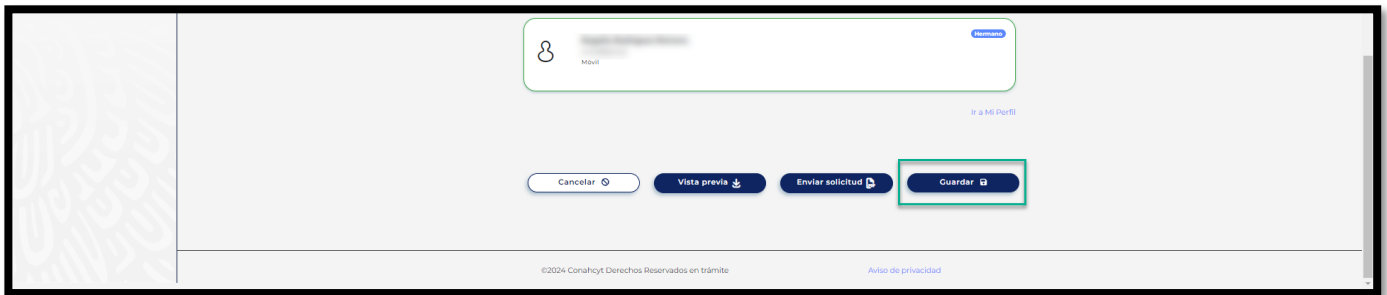 Hermano
Móvil
Ir a Mi Perfil
Cancelar
Vista previa
Enviar solicitud
Guardar
©2024 Conahcyt Derechos Reservados en trámite
Aviso de privacidad